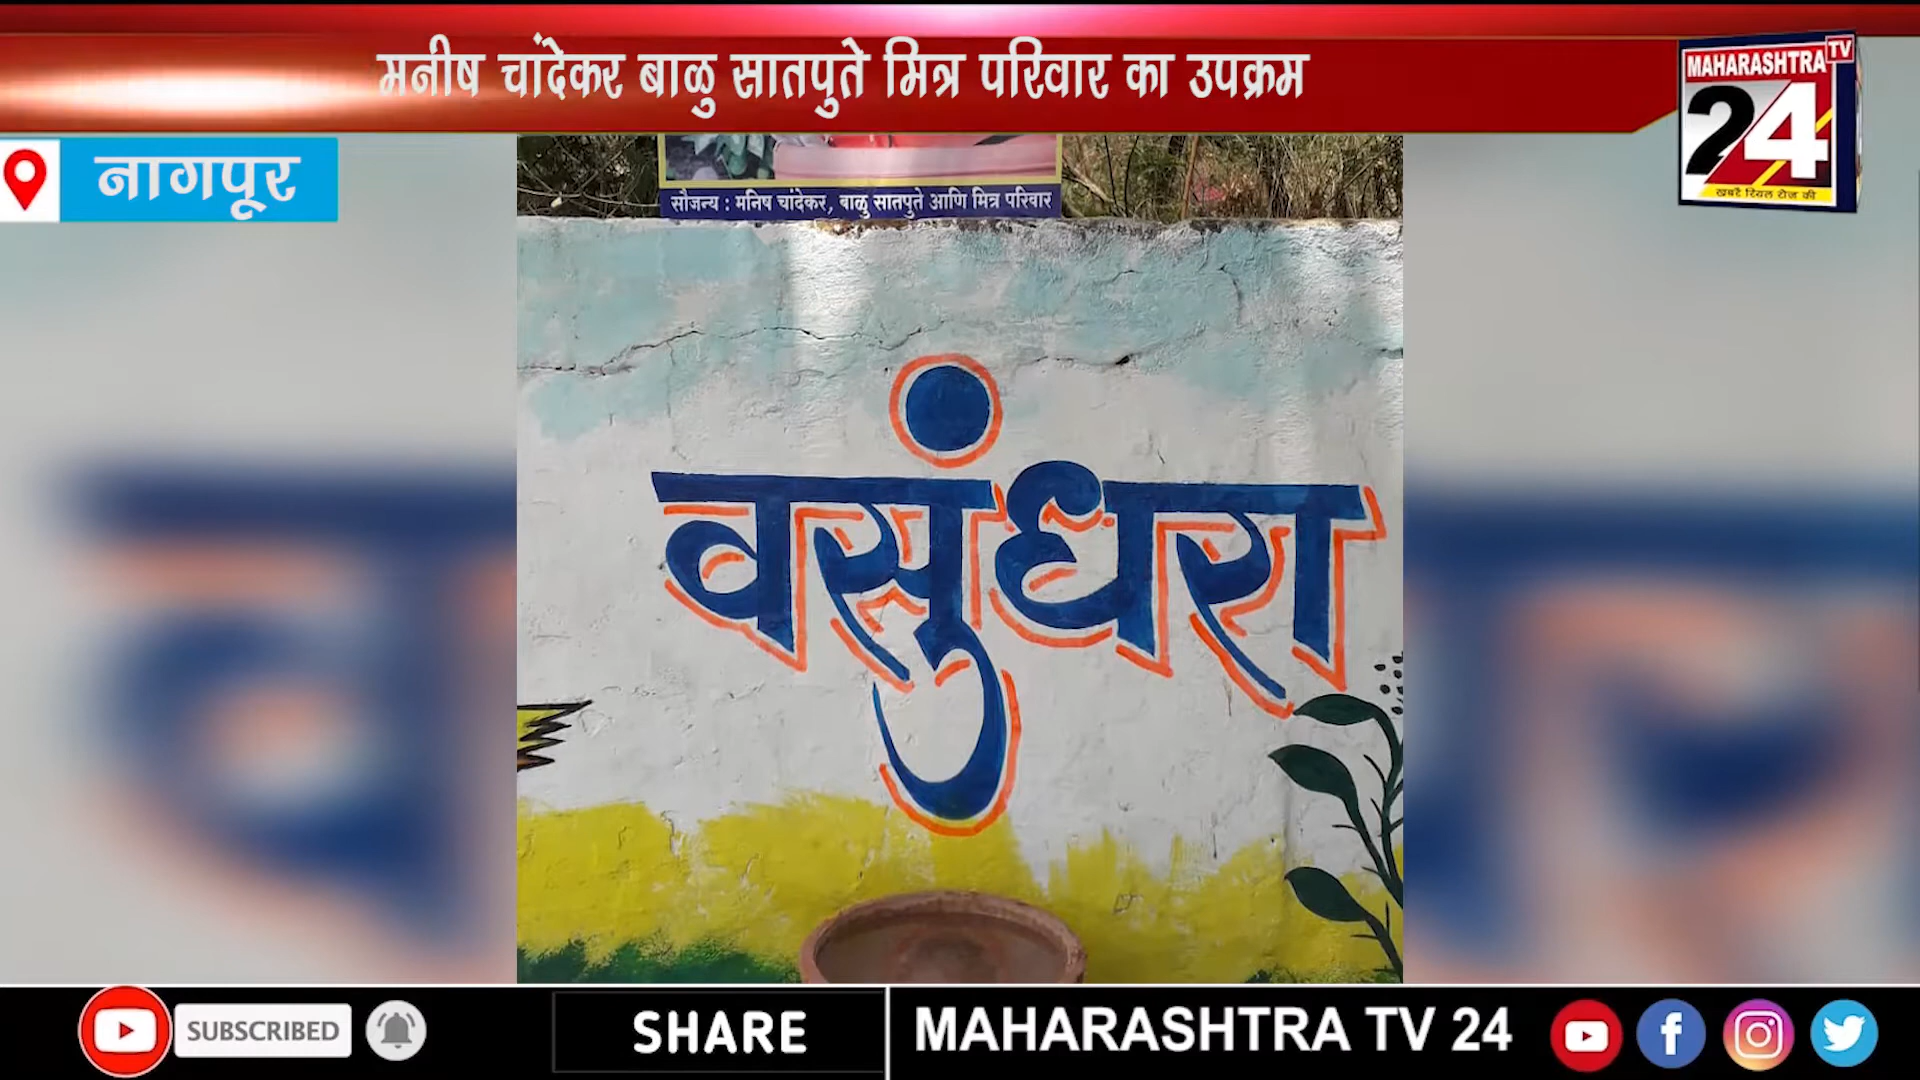 मनीष चांदेकर बाळु सातपुते मित्र परिवार का उपक्रम
MAHARASHTRA TV
24
खबरें रियल टीज की
नागपूर
सौजन्य : मनिष चांदेकर, बाळु सातपुते आणि मित्र परिवार
वसुंधरा
SUBSCRIBED
SHARE
MAHARASHTRA TV 24